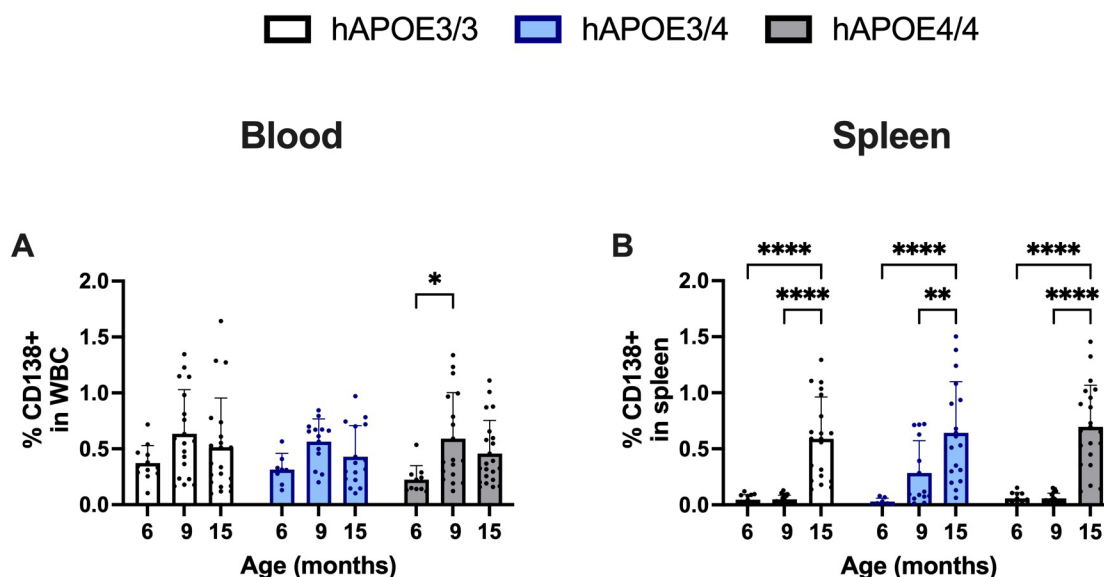 hAPOE3/3 hAPOE3/4 hAPOE4/4
Blood Spleen
A
% CD138+
in WBC
2.0
1.5
1.0
0.5
0.0
*
6 9 15 6 9 15 6 9 15
Age (months)
B
% CD138+
in spleen
2.0
1.5
1.0
0.5
0.0
**** **** ****
**** ** ****
6 9 15 6 9 15 6 9 15
Age (months)